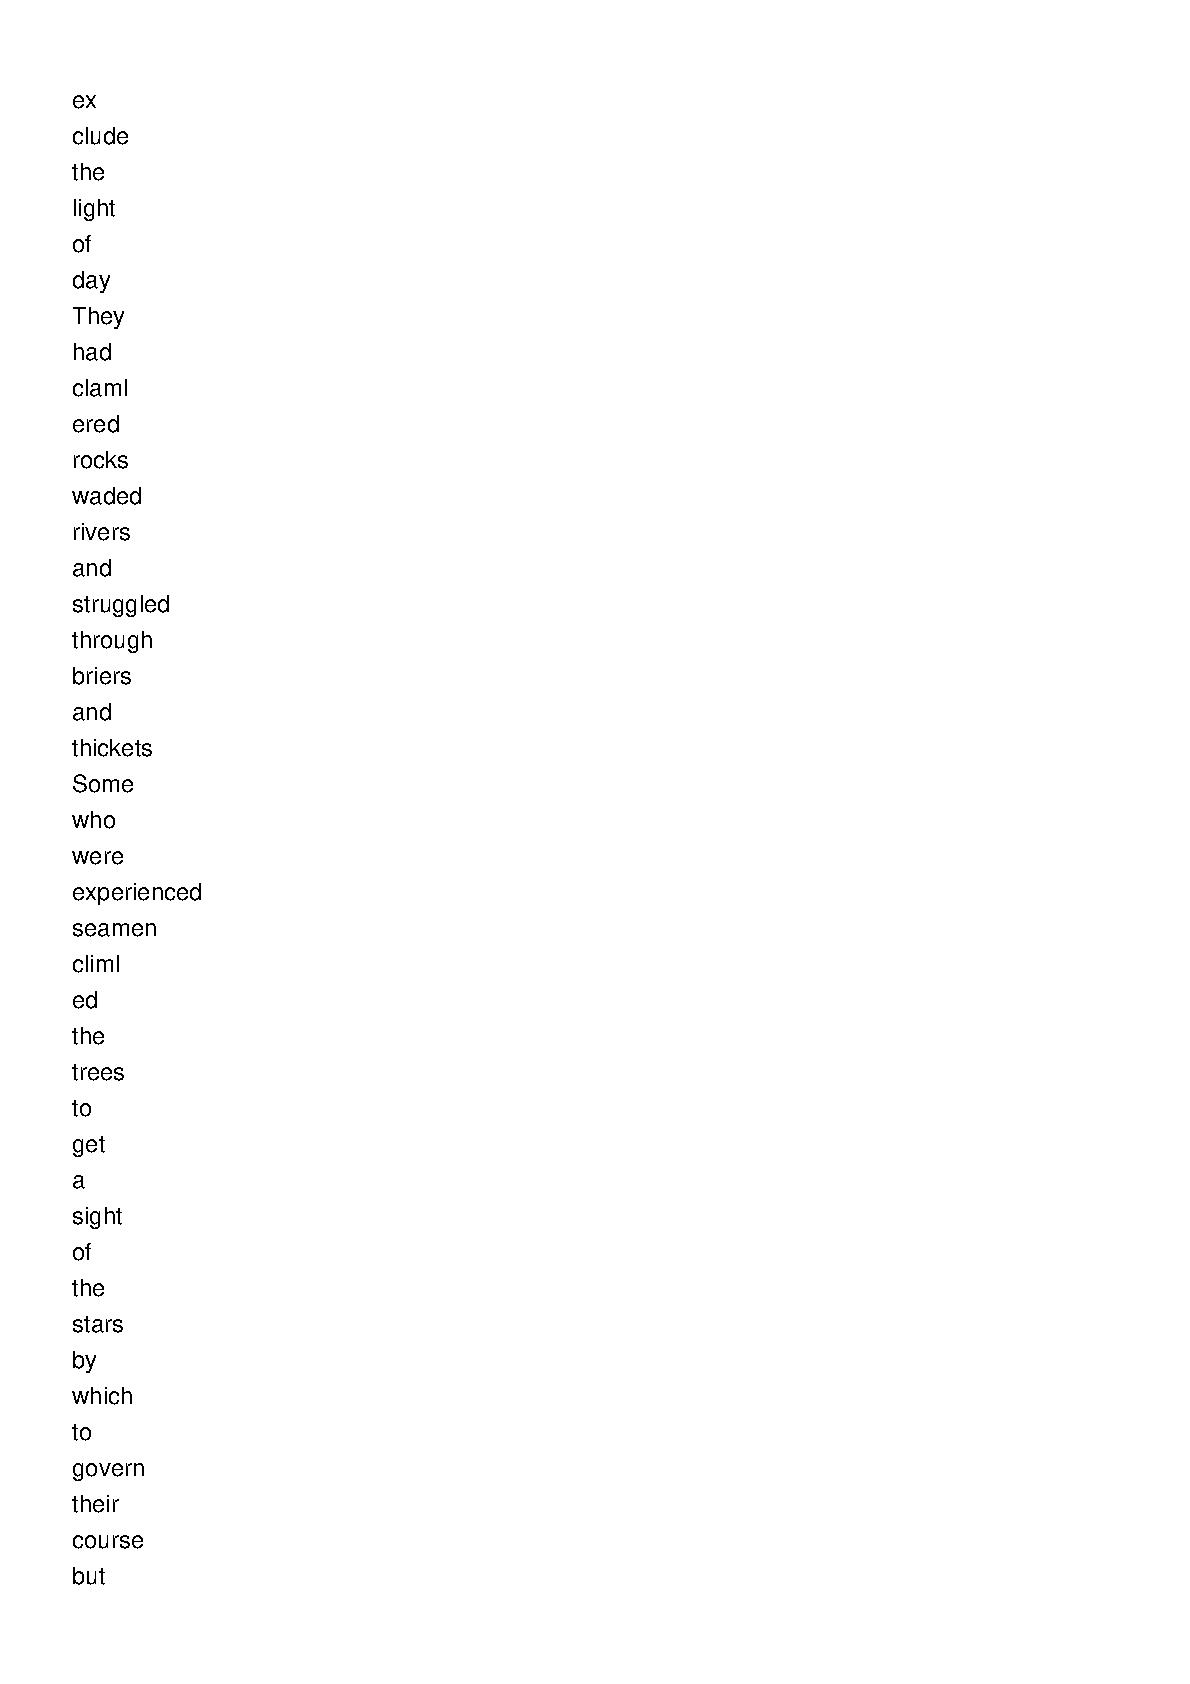 ex
clude
the
light
of
day
They
had
claml
ered
rocks
waded
rivers
and
struggled
through
briers
and
thickets
Some
who
were
experienced
seamen
climl
ed
the
trees
to
get
a
sight
of
the
stars
by
which
to
govern
their
course
but